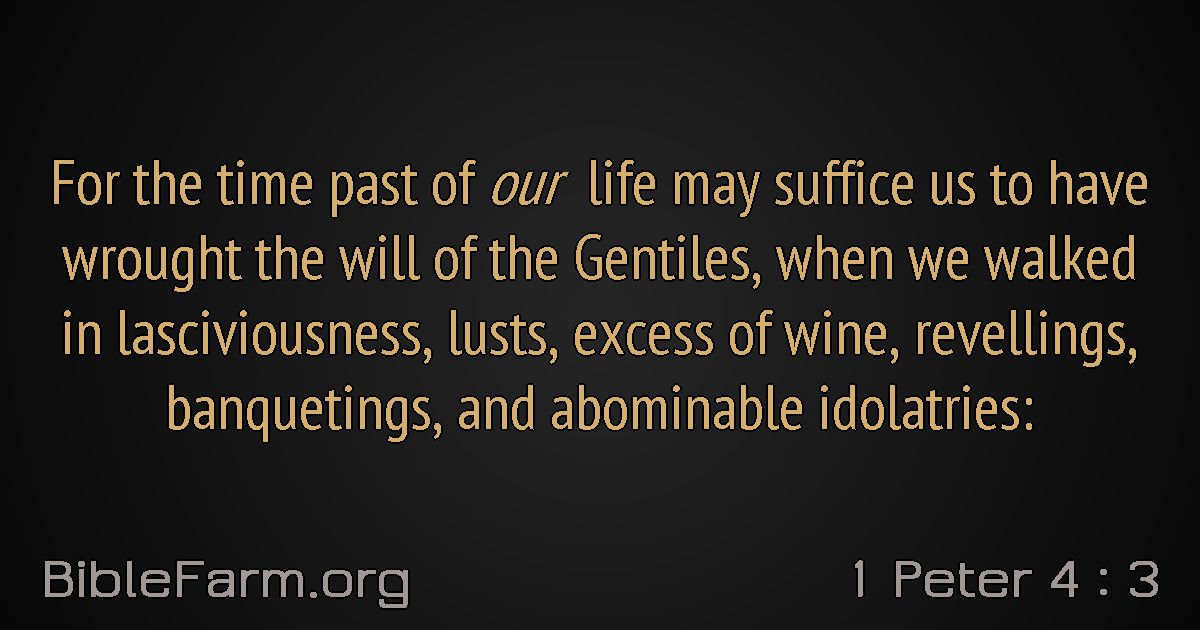 For the time past of our life may suffice us to have
wrought the will of the Gentiles, when we walked
in lasciviousness, lusts, excess of wine, revellings,
banquetings, and abominable idolatries:
BibleFarm.org
1 Peter 4 : 3